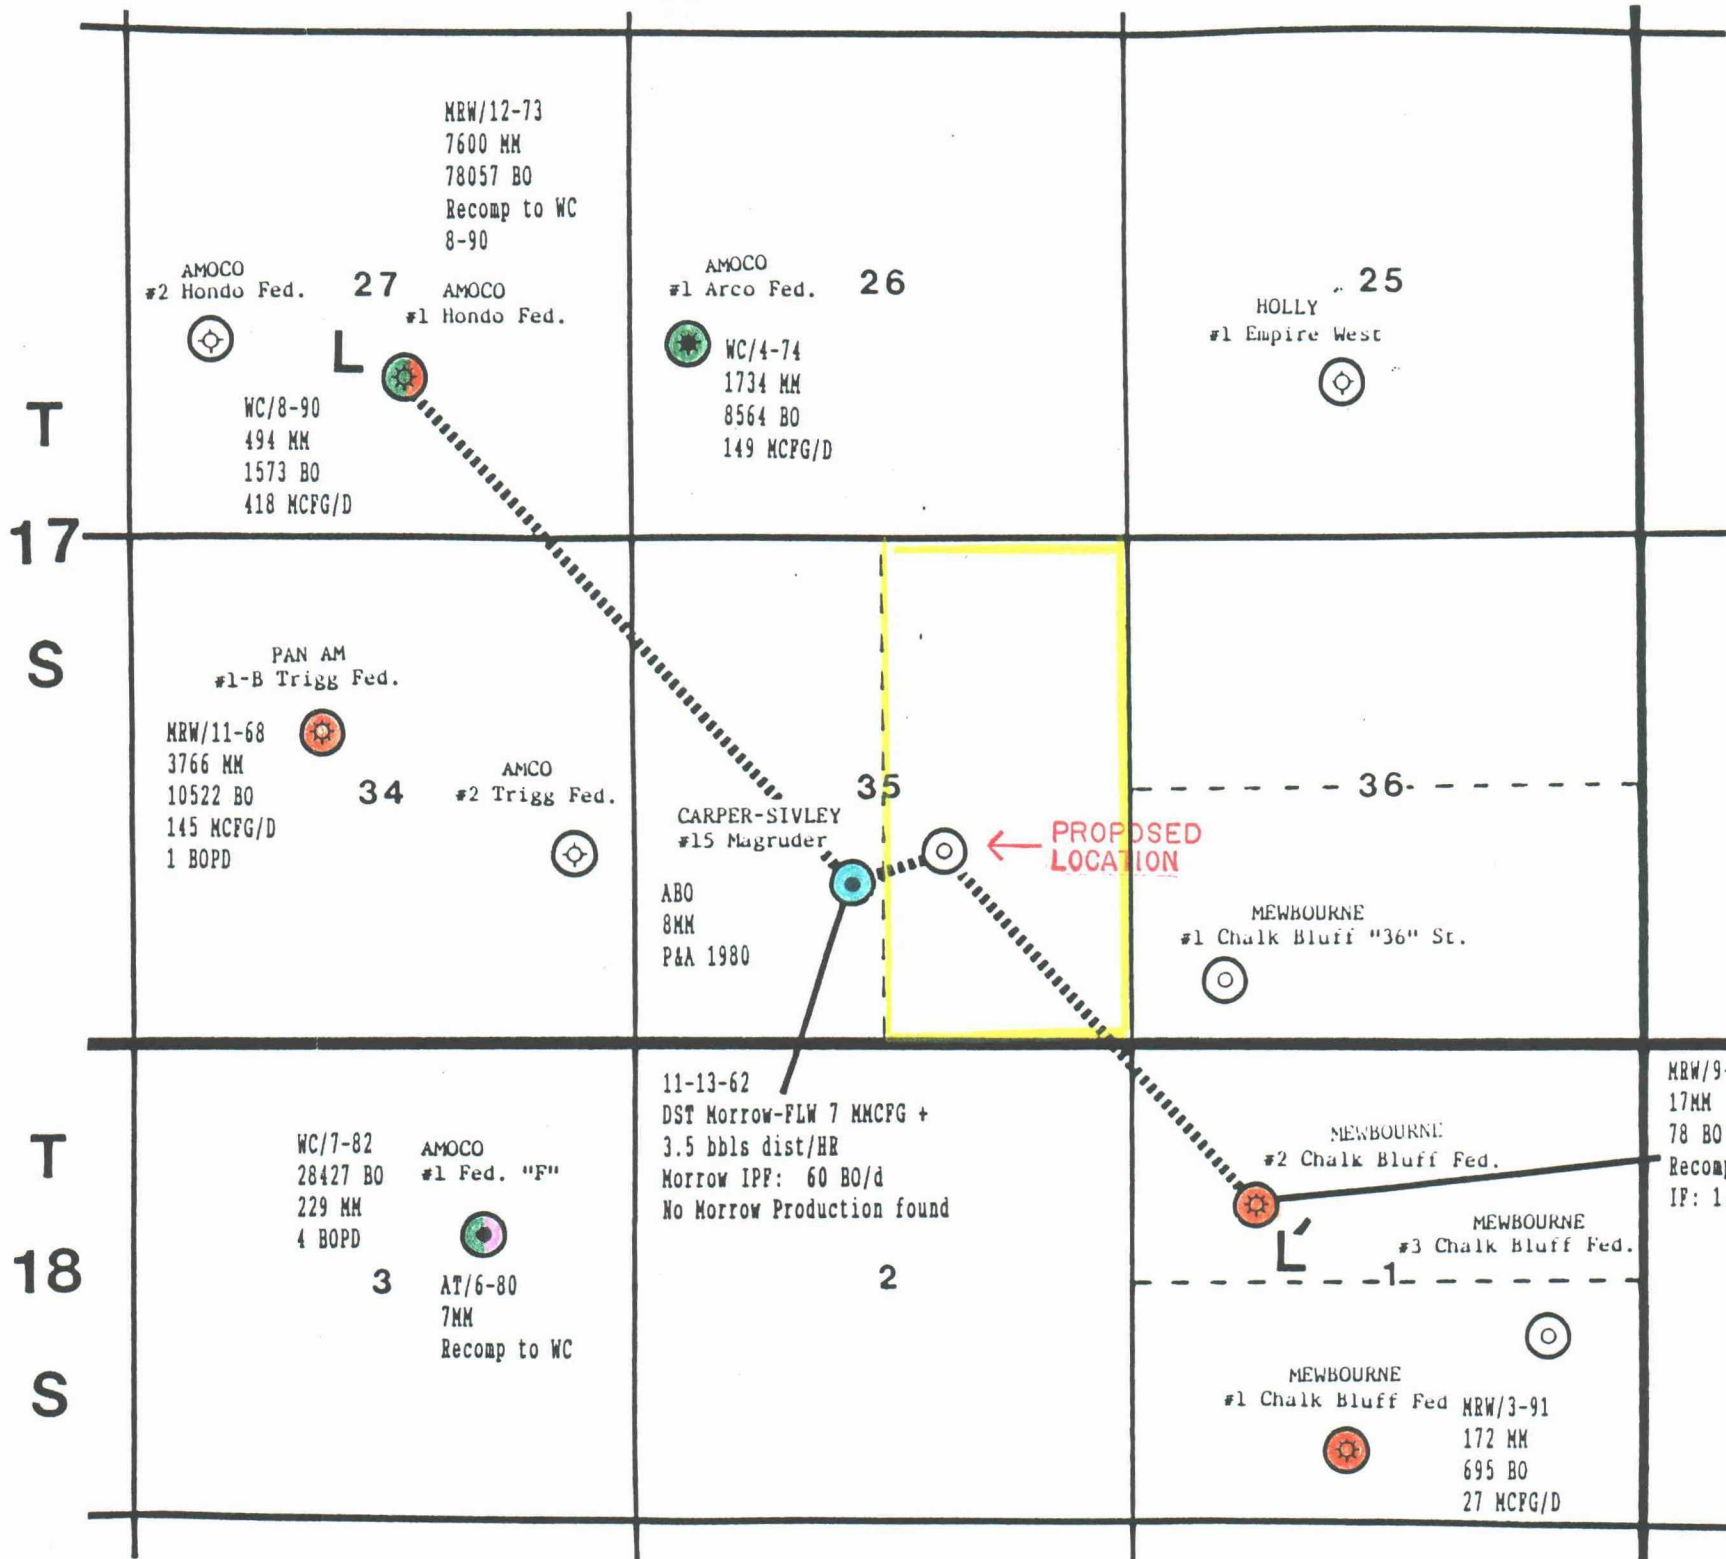 MRW/12-73
7600 MM
78057 BO
Recomp to WC
8-90
AMOCO
#2 Hondo Fed.
27
AMOCO
#1 Hondo Fed.
L
WC/8-90
494 MM
1573 BO
418 MCFG/D
AMOCO
#1 Arco Fed.
26
WC/4-74
1734 MM
8564 BO
149 MCFG/D
25
HOLLY
#1 Empire West
T
17
S
PAN AM
#1-B Trigg Fed.
MRW/11-68
3766 MM
10522 BO
145 MCFG/D
1 BOPD
34
AMCO
#2 Trigg Fed.
35
CARPER-SIVLEY
#15 Magruder
ABO
8MM
P&A 1980
PROPOSED
LOCATION
36
MEWBOURNE
#1 Chalk Bluff "36" St.
T
18
S
WC/7-82
28427 BO
229 MM
4 BOPD
AMOCO
#1 Fed. "F"
3
AT/6-80
7MM
Recomp to WC
11-13-62
DST Morrow-FLW 7 MMCFG +
3.5 bbls dist/HR
Morrow IPF: 60 BO/d
No Morrow Production found
2
MRW/9-
17MM
78 BO
Recomp
IF: 1
MEWBOURNE
#2 Chalk Bluff Fed.
L'
MEWBOURNE
#3 Chalk Bluff Fed.
1
MEWBOURNE
#1 Chalk Bluff Fed
MRW/3-91
172 MM
695 BO
27 MCFG/D